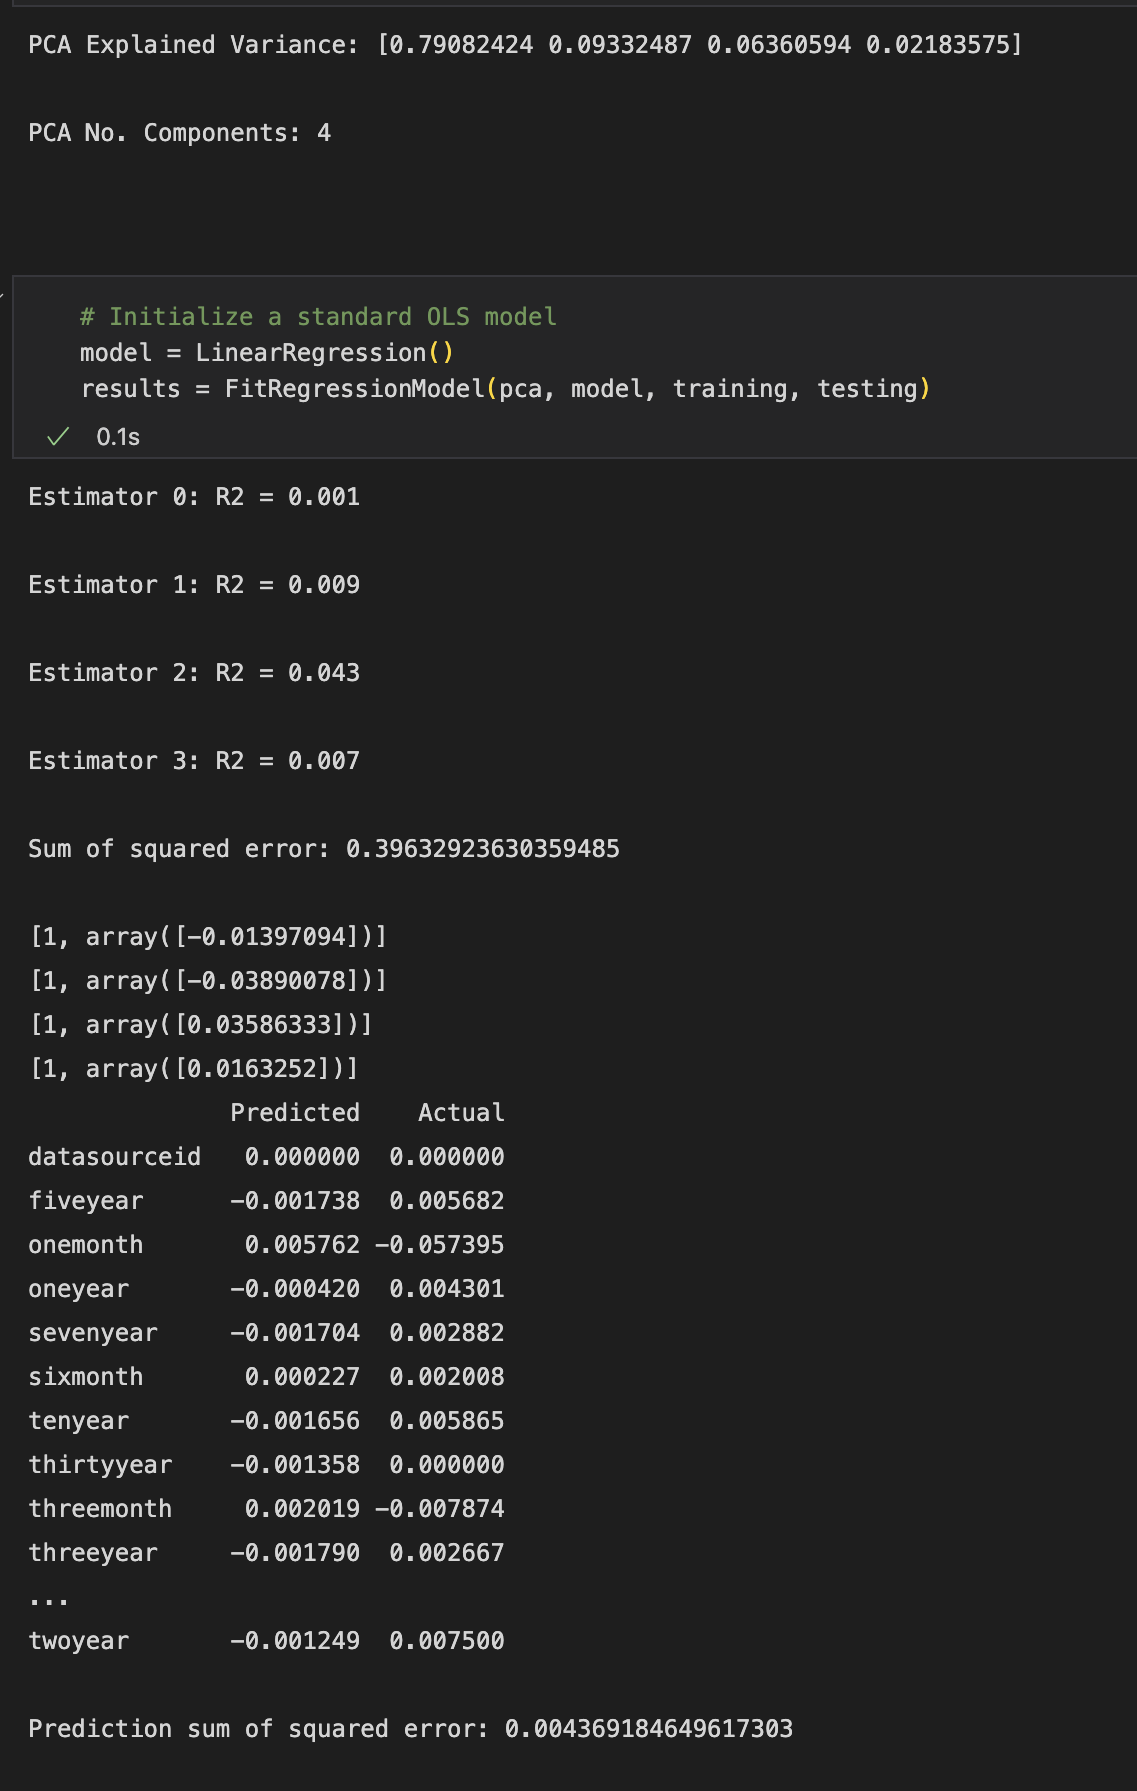 PCA Explained Variance: [0.79082424 0.09332487 0.06360594 0.02183575]
PCA No. Components: 4
# Initialize a standard OLS model
model = LinearRegression()
results = FitRegressionModel(pca, model, training, testing)
0.1s
Estimator 0: R2 = 0.001
Estimator 1: R2 = 0.009
Estimator 2: R2 = 0.043
Estimator 3: R2 = 0.007
Sum of squared error: 0.39632923630359485
[1, array([-0.01397094])]
[1, array([-0.03890078])]
[1, array([0.03586333])]
[1, array([0.0163252])]
Predicted Actual
datasourceid 0.000000 0.000000
fiveyear -0.001738 0.005682
onemonth 0.005762 -0.057395
oneyear -0.000420 0.004301
sevenyear -0.001704 0.002882
sixmonth 0.000227 0.002008
tenyear -0.001656 0.005865
thirtyyear -0.001358 0.000000
threemonth 0.002019 -0.007874
threeyear -0.001790 0.002667
...
twoyear -0.001249 0.007500
Prediction sum of squared error: 0.004369184649617303